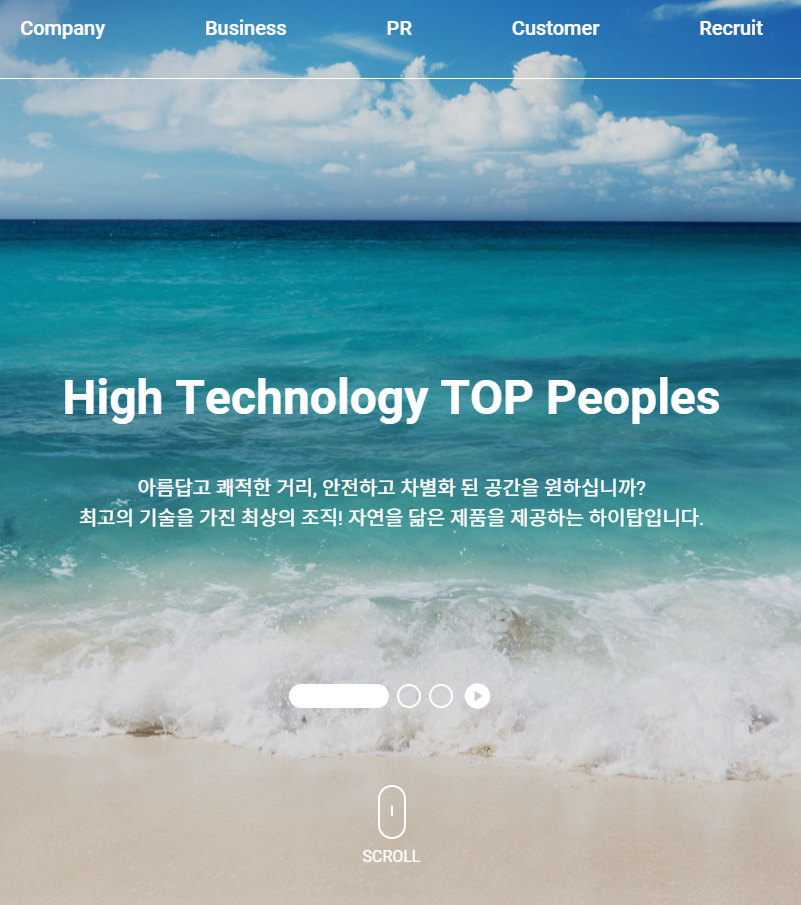 Company Business PR Customer Recruit
High Technology TOP Peoples
아름답고 쾌적한 거리, 안전하고 차별화 된 공간을 원하십니까?
최고의 기술을 가진 최상의 조직! 자연을 닮은 제품을 제공하는 하이탑입니다.
SCROLL